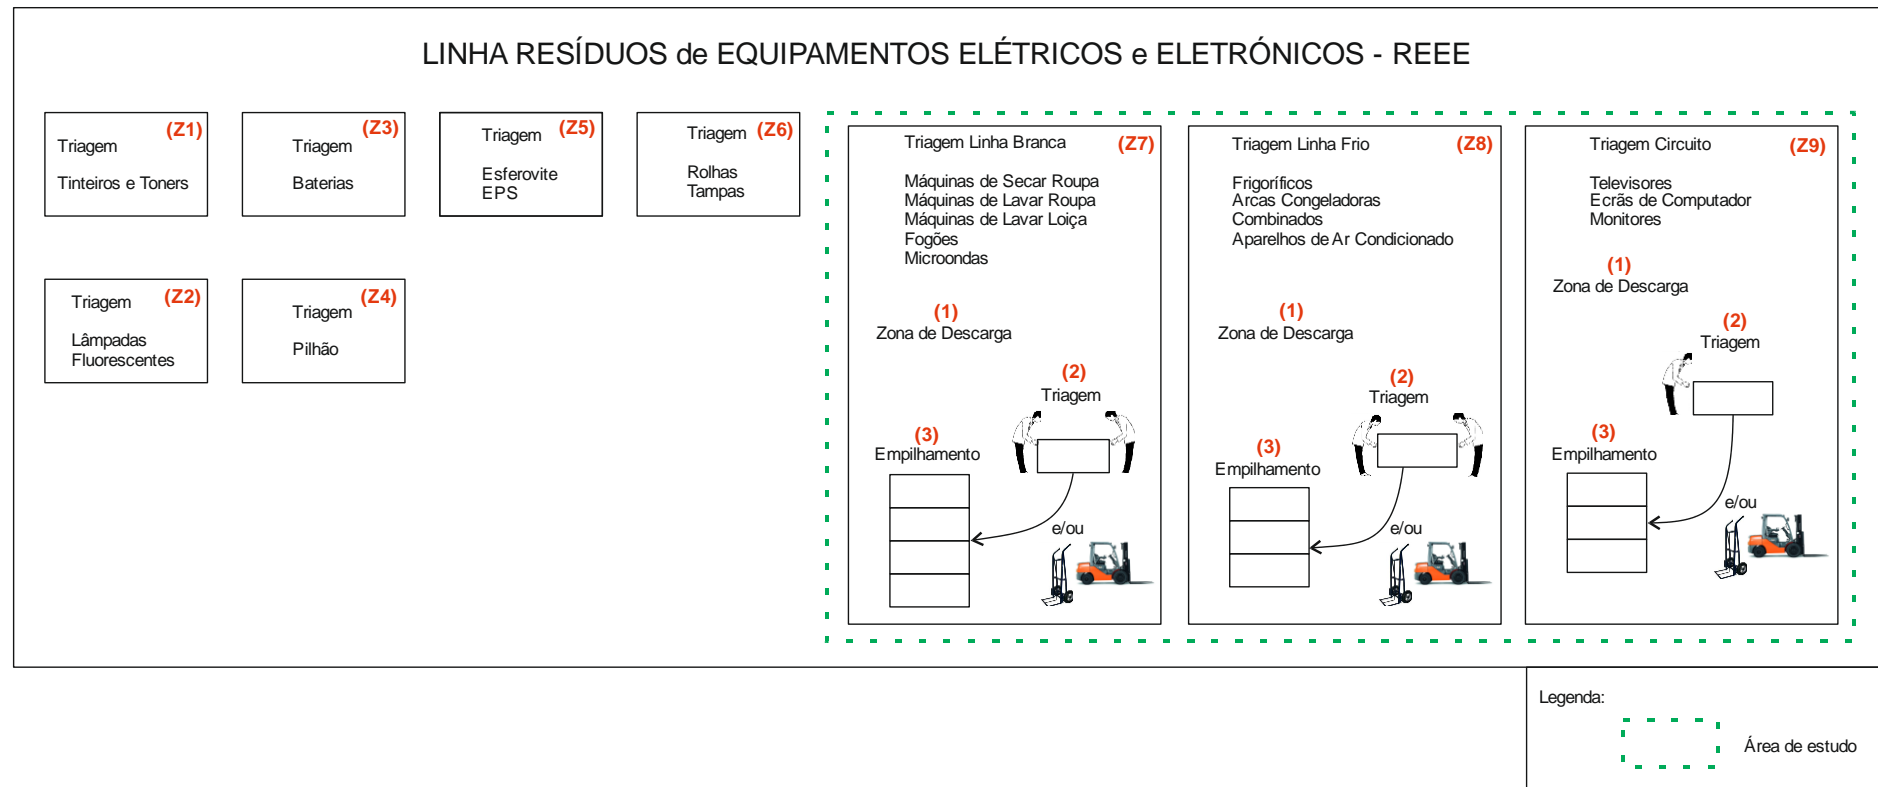 LINHA RESÍDUOS de EQUIPAMENTOS ELÉTRICOS e ELETRÓNICOS - REEE
(Z1)
Triagem
Tinteiros e Toners
(Z3)
Triagem
Baterias
(Z5)
Triagem
Esferovite
EPS
(Z6)
Triagem
Rolhas
Tampas
(Z2)
Triagem
Lâmpadas
Fluorescentes
(Z4)
Triagem
Pilhão
Triagem Linha Branca (Z7)
Máquinas de Secar Roupa
Máquinas de Lavar Roupa
Máquinas de Lavar Loiça
Fogões
Microondas
(1)
Zona de Descarga
(2)
Triagem
(3)
Empilhamento
e/ou
Triagem Linha Frio (Z8)
Frigoríficos
Arcas Congeladoras
Combinados
Aparelhos de Ar Condicionado
(1)
Zona de Descarga
(2)
Triagem
(3)
Empilhamento
e/ou
Triagem Circuito (Z9)
Televisores
Ecrãs de Computador
Monitores
(1)
Zona de Descarga
(2)
Triagem
(3)
Empilhamento
e/ou
Legenda:
Área de estudo